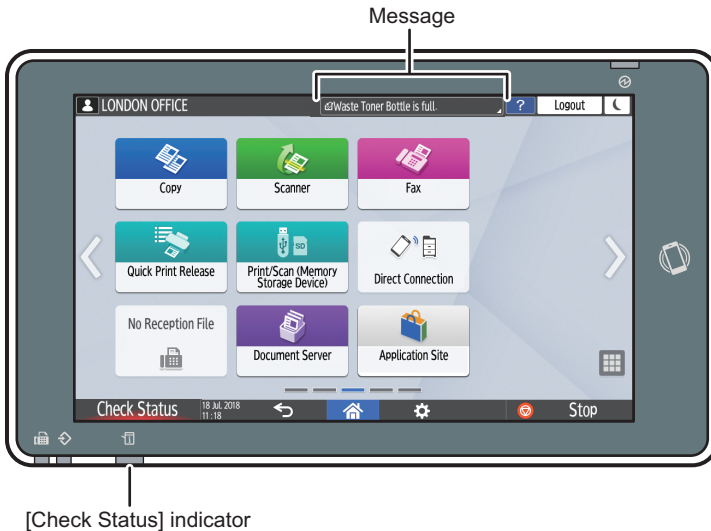 Message
LONDON OFFICE
Waste Toner Bottle is full.
?
Logout
Copy
Scanner
Fax
Quick Print Release
SD
Print/Scan (Memory
Storage Device)
Direct Connection
No Reception File
Document Server
Application Site
Check Status
18 Jul. 2018
11 :18
Stop
[Check Status] indicator